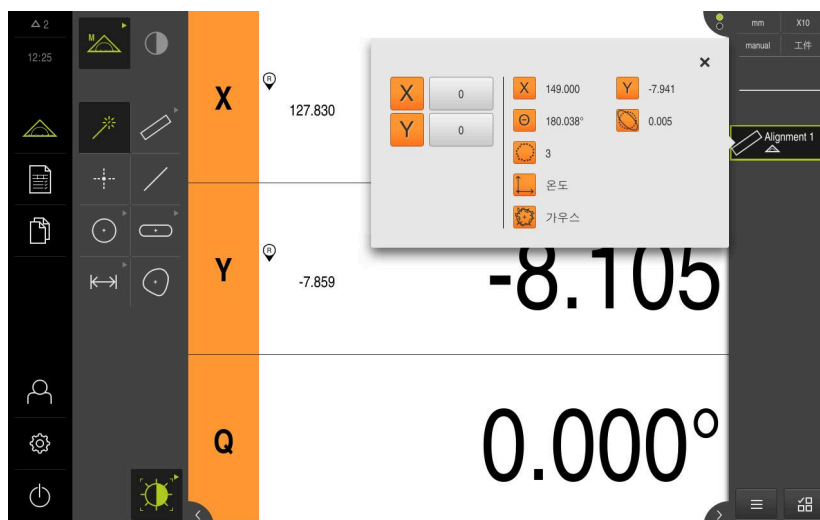 2
12:25
M
X
R
127.830
Y
R
-7.859
-8.105
Q
0.000°
X
0
Y
0
X
149.000
Y
-7.941
Θ
180.038°
0.005
3
온도
가우스
mm
X10
manual
工件
Alignment 1